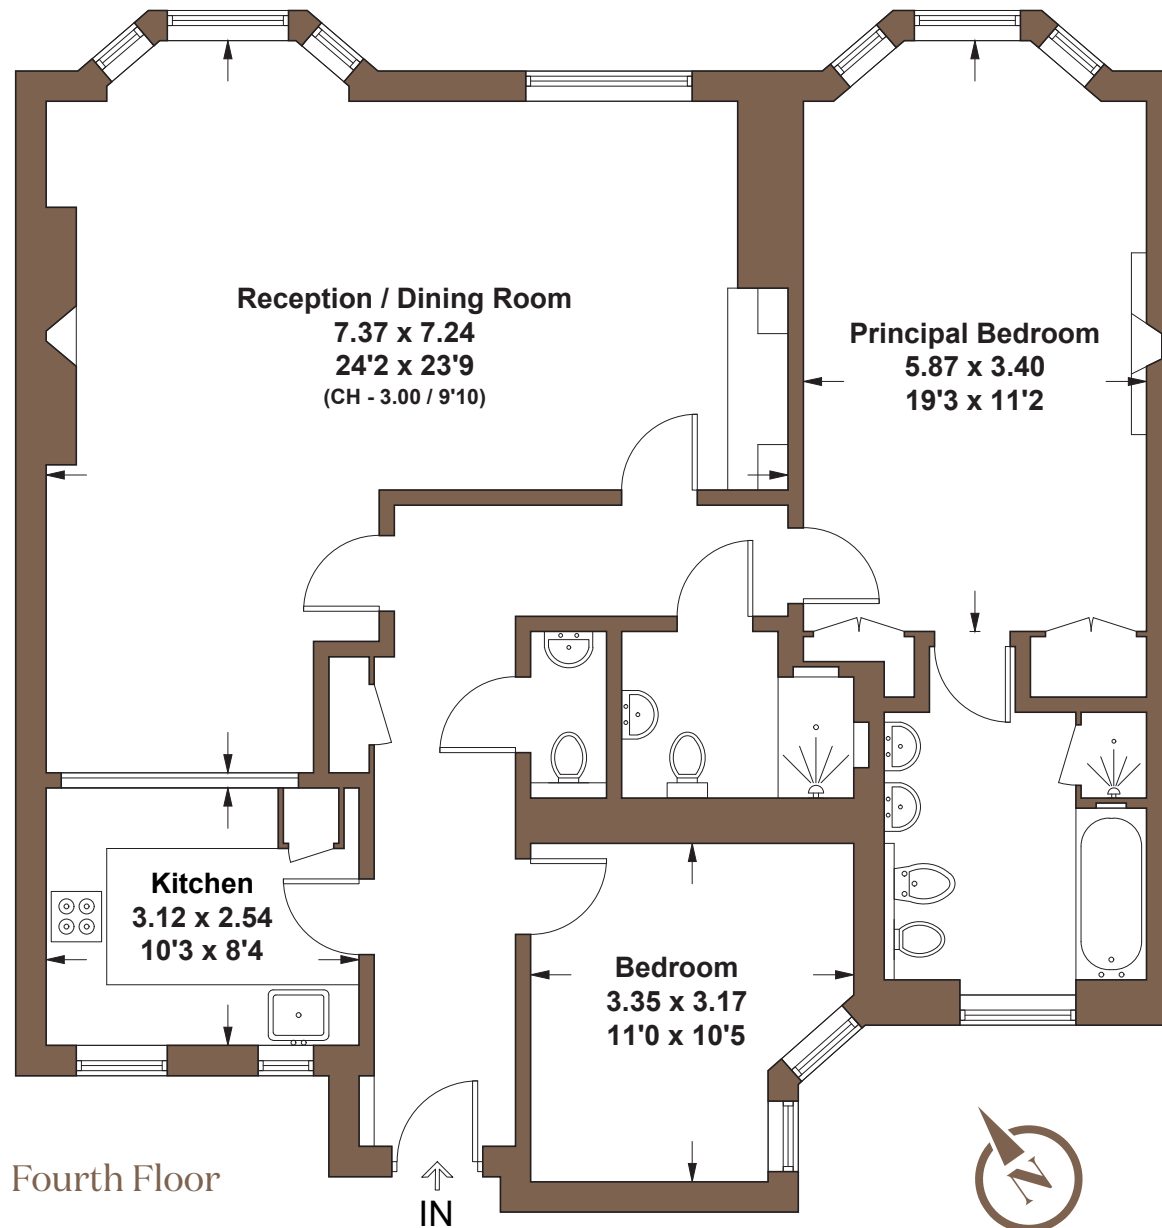 Reception / Dining Room
7.37 x 7.24
24'2 x 23'9
(CH - 3.00 / 9'10)
Principal Bedroom
5.87 x 3.40
19'3 x 11'2
Kitchen
3.12 x 2.54
10'3 x 8'4
Bedroom
3.35 x 3.17
11'0 x 10'5
Fourth Floor
IN
N